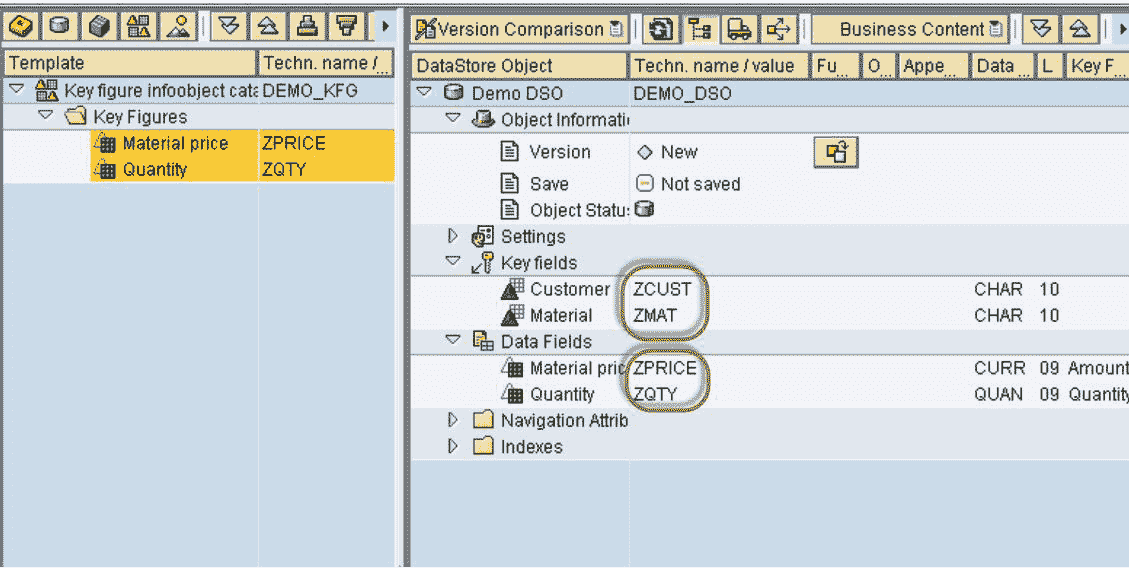 Version Comparison
Business Content
Template Techn. name /...
Key figure infoobject cata DEMO_KFG
Key Figures
Material price ZPRICE
Quantity ZQTY
DataStore Object Techn. name / value Fu... O... Appe... Data ... L Key F...
Demo DSO DEMO_DSO
Object Informati
Version New
Save Not saved
Object Statu:
Settings
Key fields
Customer ZCUST CHAR 10
Material ZMAT CHAR 10
Data Fields
Material pric ZPRICE CURR 09 Amount
Quantity ZQTY QUAN 09 Quantity
Navigation Attrib
Indexes